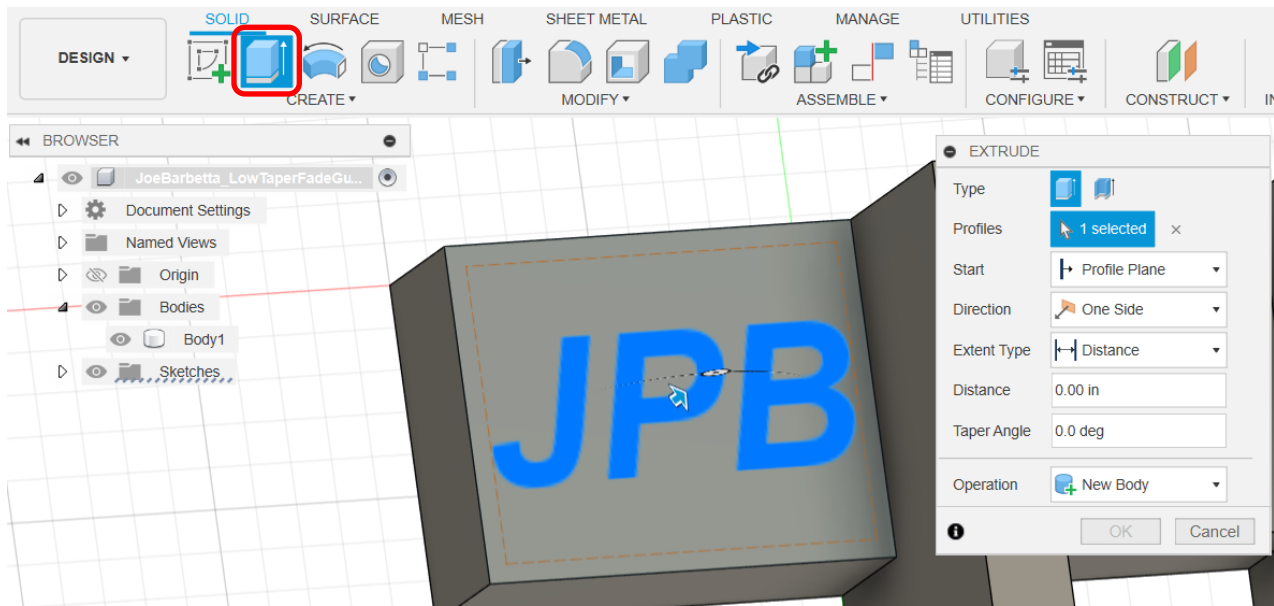 SOLID SURFACE MESH SHEET METAL PLASTIC MANAGE UTILITIES
DESIGN ▾
CREATE ▾ MODIFY ▾ ASSEMBLE ▾ CONFIGURE ▾ CONSTRUCT ▾ IN
BROWSER
JoeBarbetta_LowTaperFadeGu...
Document Settings
Named Views
Origin
Bodies
Body1
Sketches
JPB
EXTRUDE
Type
Profiles 1 selected ×
Start Profile Plane
Direction One Side
Extent Type Distance
Distance 0.00 in
Taper Angle 0.0 deg
Operation New Body
OK Cancel